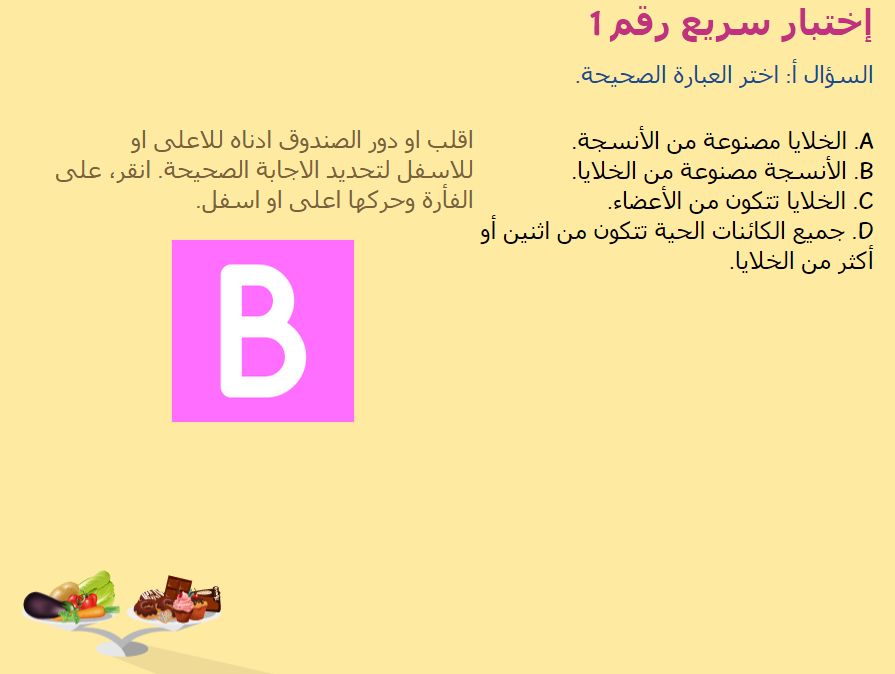 إختبار سريع رقم 1
السؤال أ: اختر العبارة الصحيحة.
A. الخلايا مصنوعة من الأنسجة.
B. الأنسجة مصنوعة من الخلايا.
C. الخلايا تتكون من الأعضاء.
D. جميع الكائنات الحية تتكون من اثنين أو
أكثر من الخلايا.
اقلب او دور الصندوق ادناه للاعلى او
للاسفل لتحديد الاجابة الصحيحة. انقر، على
الفأرة وحركها اعلى او اسفل.
B